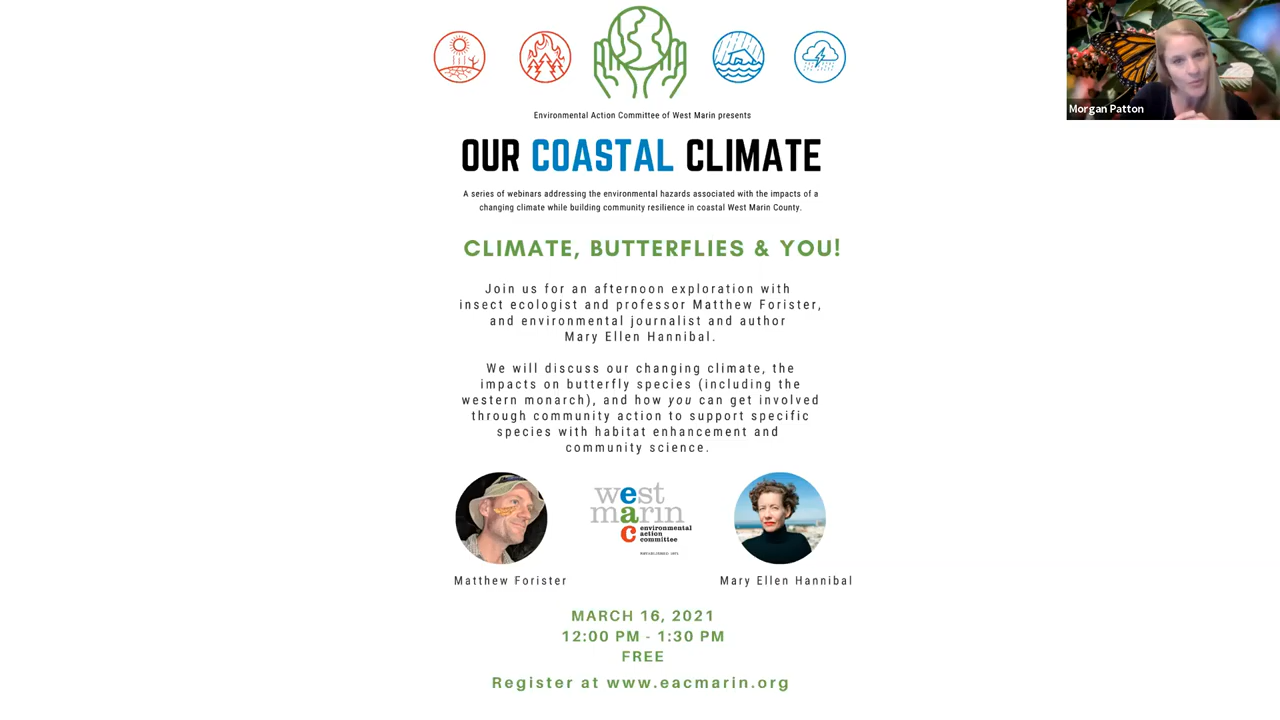 Morgan Patton
Environmental Action Committee of West Marin presents
OUR COASTAL CLIMATE
A series of webinars addressing the environmental hazards associated with the impacts of a
changing climate while building community resilience in coastal West Marin County.
CLIMATE, BUTTERFLIES & YOU!
Join us for an afternoon exploration with
insect ecologist and professor Matthew Forister,
and environmental journalist and author
Mary Ellen Hannibal.
We will discuss our changing climate, the
impacts on butterfly species (including the
western monarch), and how you can get involved
through community action to support specific
species with habitat enhancement and
community science.
west
marin
c environmental
action
committee
Matthew Forister
Mary Ellen Hannibal
MARCH 16, 2021
12:00 PM - 1:30 PM
FREE
Register at www.eacmarin.org